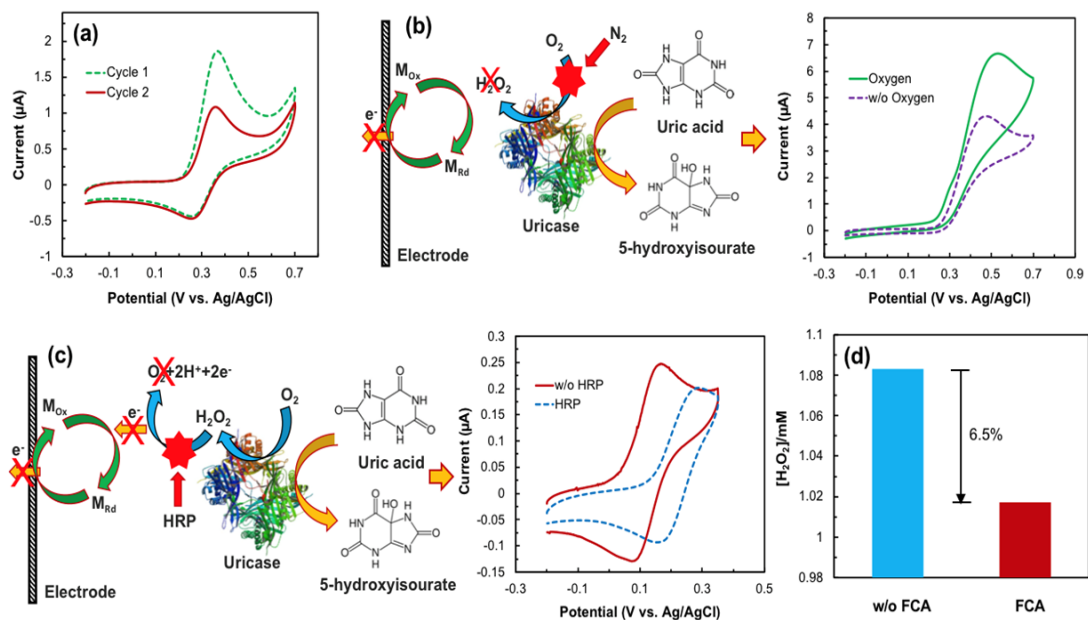 (a)
Cycle 1
Cycle 2
Current (µA)
2
1.5
1
0.5
0
-0.5
-1
-0.3
-0.1
0.1
0.3
0.5
0.7
Potential (V vs. Ag/AgCl)
(b)
e-
MOx
MRd
Electrode
H2O2
O2
N2
Uricase
Uric acid
5-hydroxyisourate
Oxygen
w/o Oxygen
Current (µA)
8
7
6
5
4
3
2
1
0
-1
-0.3
-0.1
0.1
0.3
0.5
0.7
0.9
Potential (V vs. Ag/AgCl)
(c)
O2+2H++2e-
MOx
e-
e-
MRd
H2O2
O2
HRP
Electrode
Uricase
Uric acid
5-hydroxyisourate
w/o HRP
HRP
Current (µA)
0.3
0.25
0.2
0.15
0.1
0.05
0
-0.05
-0.1
-0.15
-0.3
-0.1
0.1
0.3
0.5
Potential (V vs. Ag/AgCl)
(d)
[H2O2]/mM
1.1
1.08
1.06
1.04
1.02
1
0.98
6.5%
w/o FCA
FCA